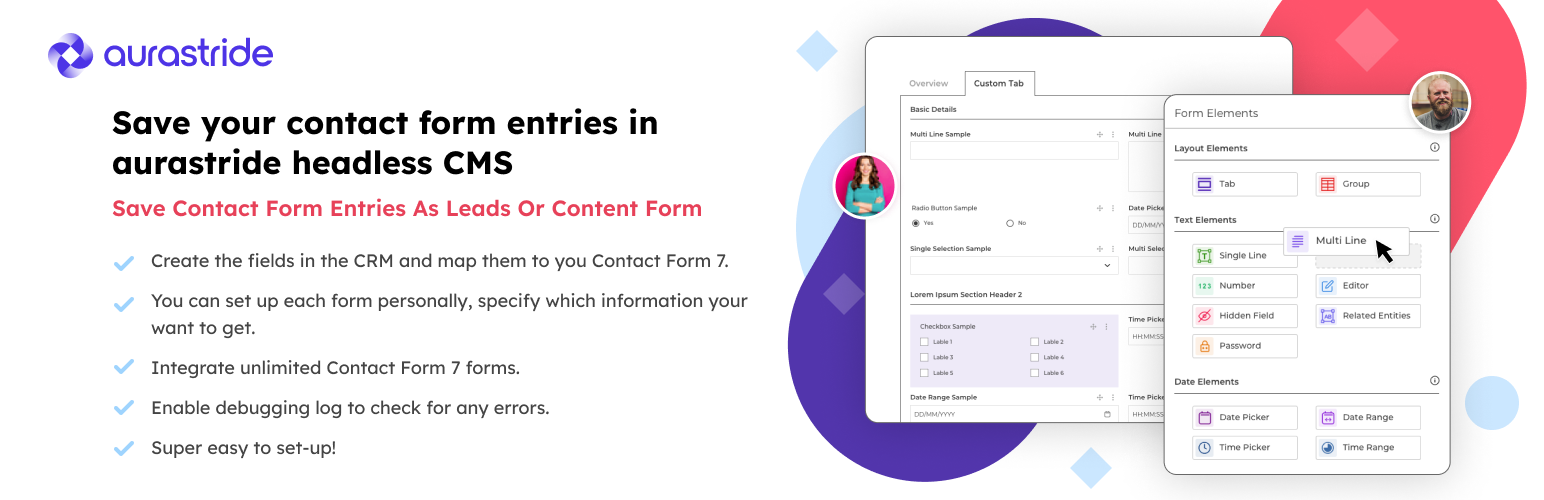 aurastride
Save your contact form entries in
aurastride headless CMS
Save Contact Form Entries As Leads Or Content Form
Create the fields in the CRM and map them to you Contact Form 7.
You can set up each form personally, specify which information your
want to get.
Integrate unlimited Contact Form 7 forms.
Enable debugging log to check for any errors.
Super easy to set-up!
Overview
Custom Tab
Basic Details
Multi Line Sample
Multi Line
Radio Button Sample
Yes
No
Date Picke
DD/MM/YY
Single Selection Sample
Multi Selec
Lorem Ipsum Section Header 2
Checkbox Sample
Lable 1
Lable 2
Lable 3
Lable 4
Lable 5
Lable 6
Time Picke
HH:MM:SS
Date Range Sample
DD/MM/YYYY
Time Picke
HH:MM:SS
Form Elements
Layout Elements
Tab
Group
Text Elements
Multi Line
T
Single Line
123
Number
Editor
Hidden Field
AB
Related Entities
Password
Date Elements
Date Picker
Date Range
Time Picker
Time Range